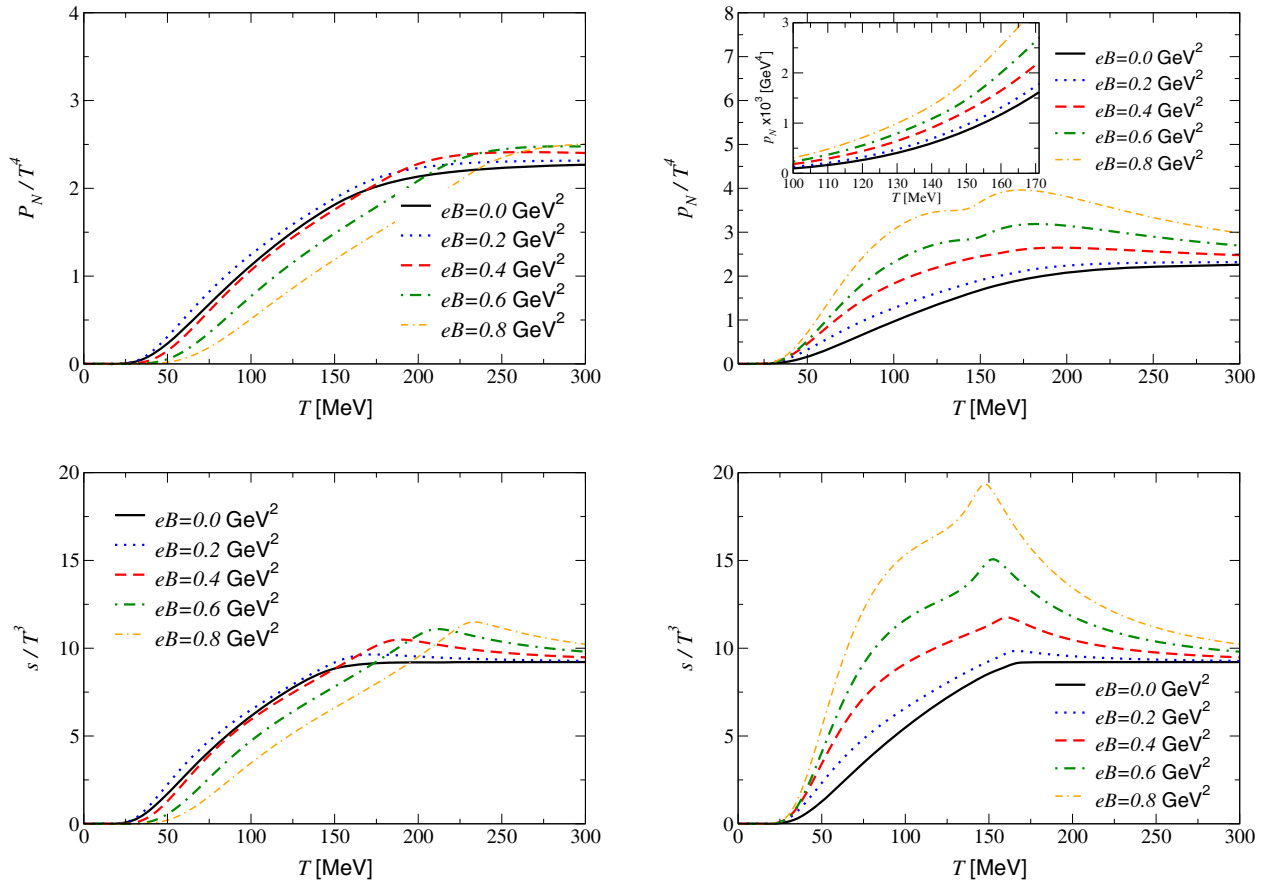 4
3
2
1
0
P_N / T^4
0 50 100 150 200 250 300
T [MeV]
eB=0.0 GeV^2
eB=0.2 GeV^2
eB=0.4 GeV^2
eB=0.6 GeV^2
eB=0.8 GeV^2
8
7
6
5
4
3
2
1
0
p_N / T^4
0 50 100 150 200 250 300
T [MeV]
3
2
1
0
p_N x10^3 [GeV^4]
100 110 120 130 140 150 160 170
T [MeV]
eB=0.0 GeV^2
eB=0.2 GeV^2
eB=0.4 GeV^2
eB=0.6 GeV^2
eB=0.8 GeV^2
20
15
10
5
0
s / T^3
0 50 100 150 200 250 300
T [MeV]
eB=0.0 GeV^2
eB=0.2 GeV^2
eB=0.4 GeV^2
eB=0.6 GeV^2
eB=0.8 GeV^2
20
15
10
5
0
s / T^3
0 50 100 150 200 250 300
T [MeV]
eB=0.0 GeV^2
eB=0.2 GeV^2
eB=0.4 GeV^2
eB=0.6 GeV^2
eB=0.8 GeV^2